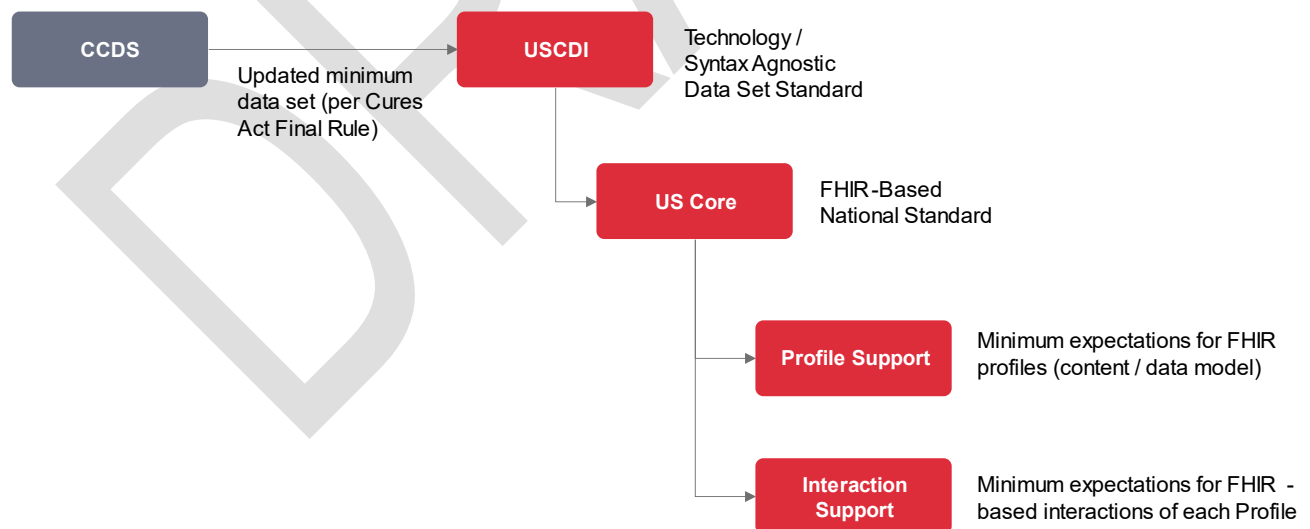 CCDS
USCDI
Technology /
Syntax Agnostic
Data Set Standard
Updated minimum
data set (per Cures
Act Final Rule)
US Core
FHIR-Based
National Standard
Profile Support
Minimum expectations for FHIR
profiles (content / data model)
Interaction
Support
Minimum expectations for FHIR -
based interactions of each Profile